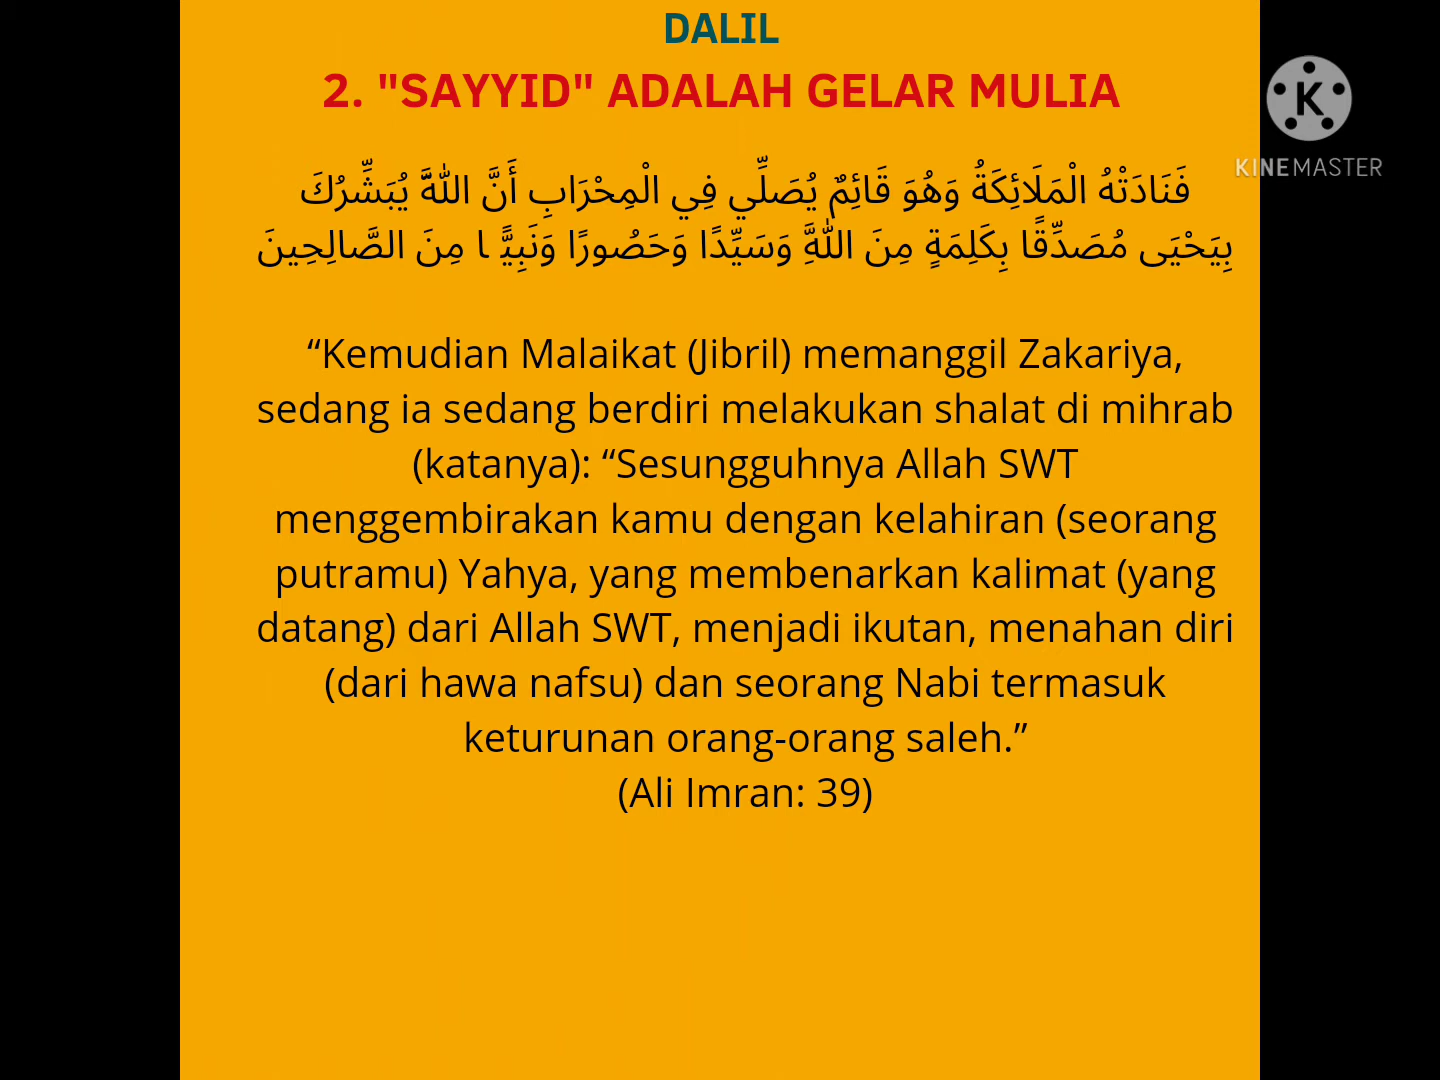 DALIL
2. "SAYYID" ADALAH GELAR MULIA
KINEMASTER
فَنَادَتْهُ الْمَلَائِكَةُ وَهُوَ قَائِمٌ يُصَلِّي فِي الْمِحْرَابِ أَنَّ اللَّهَ يُبَشِّرُكَ
بِيَحْيَى مُصَدِّقًا بِكَلِمَةٍ مِنَ اللَّهِ وَسَيِّدًا وَحَصُورًا وَنَبِيًّ ا مِنَ الصَّالِحِينَ
“Kemudian Malaikat (Jibril) memanggil Zakariya,
sedang ia sedang berdiri melakukan shalat di mihrab
(katanya): “Sesungguhnya Allah SWT
menggembirakan kamu dengan kelahiran (seorang
putramu) Yahya, yang membenarkan kalimat (yang
datang) dari Allah SWT, menjadi ikutan, menahan diri
(dari hawa nafsu) dan seorang Nabi termasuk
keturunan orang-orang saleh.”
(Ali Imran: 39)